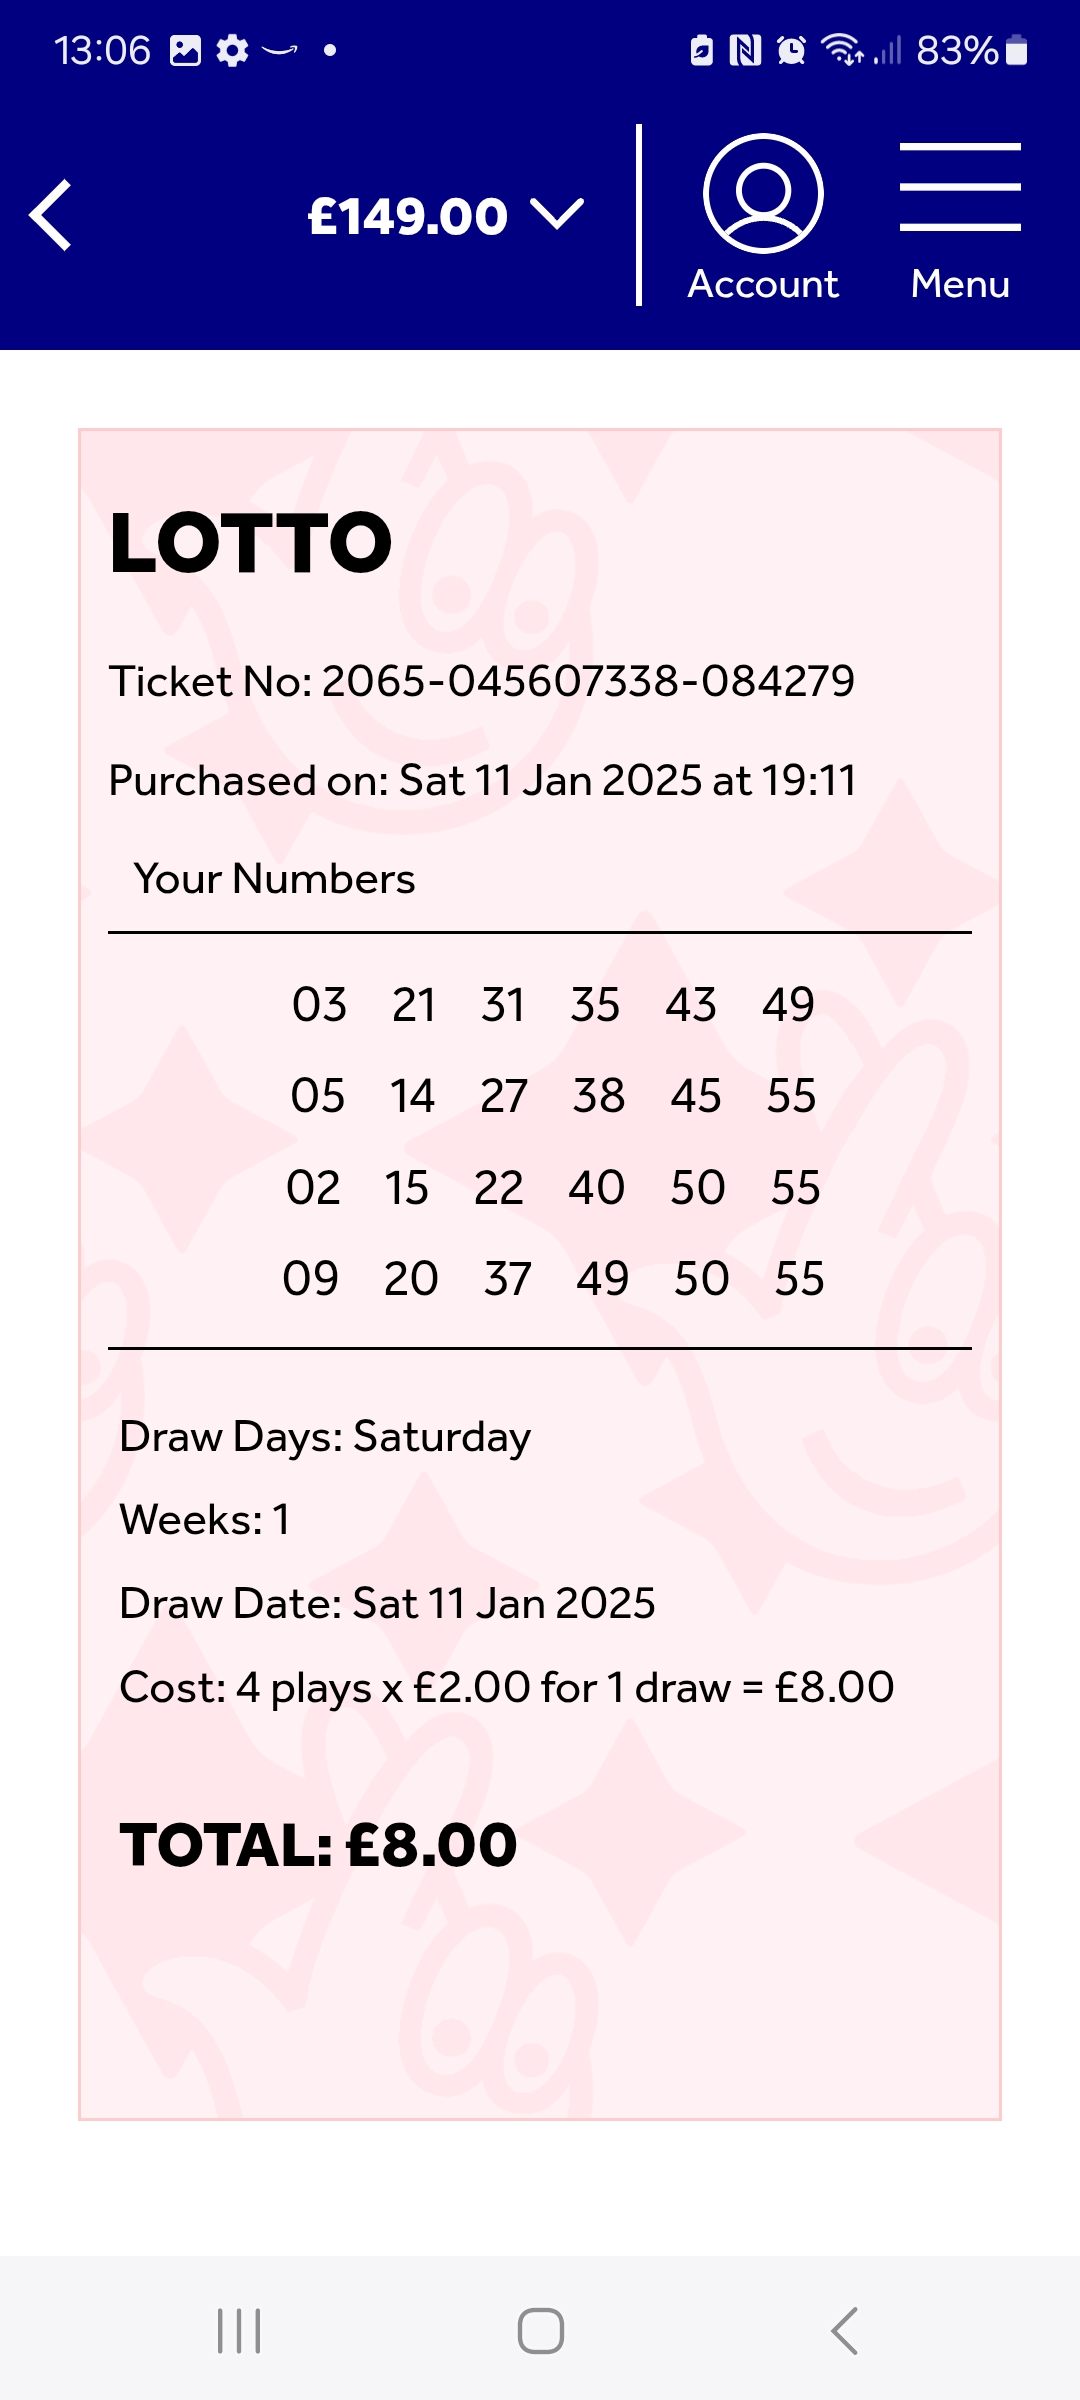 13:06 83%
£149.00
Account Menu
LOTTO
Ticket No: 2065-045607338-084279
Purchased on: Sat 11 Jan 2025 at 19:11
Your Numbers
03 21 31 35 43 49
05 14 27 38 45 55
02 15 22 40 50 55
09 20 37 49 50 55
Draw Days: Saturday
Weeks: 1
Draw Date: Sat 11 Jan 2025
Cost: 4 plays x £2.00 for 1 draw = £8.00
TOTAL: £8.00